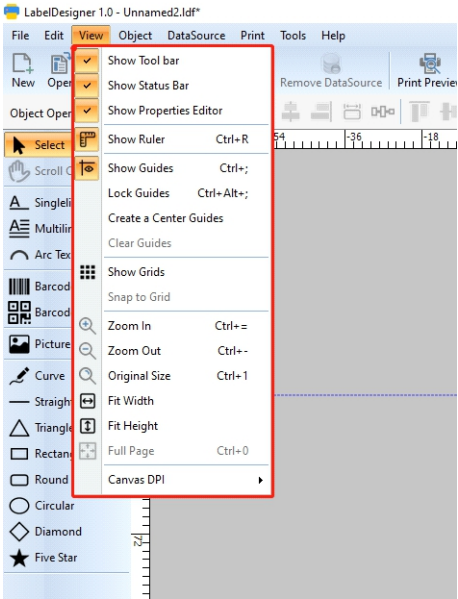 LabelDesigner 1.0 - Unnamed2.ldf*
File Edit View Object DataSource Print Tools Help
New Remove DataSource Print
Object
54 -36 -18
Show Tool bar
Show Status Bar
Show Properties Editor
Show Ruler Ctrl+R
Show Guides Ctrl+;
Lock Guides Ctrl+Alt+;
Create a Center Guides
Clear Guides
Show Grids
Snap to Grid
Zoom In Ctrl+=
Zoom Out Ctrl+-
Original Size Ctrl+1
Fit Width
Fit Height
Full Page Ctrl+0
Canvas DPI
Select
Scroll
Arc
Picture
Curve
Triangle
Round
Circular
Diamond
Five Star
72